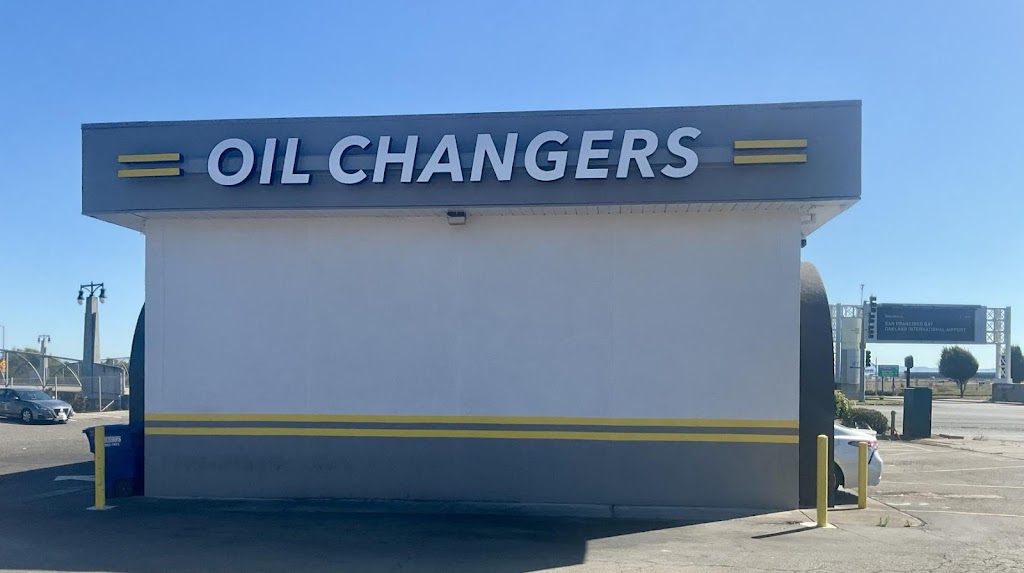 OIL CHANGERS
SAN FRANCISCO BAY
OAKLAND INTERNATIONAL AIRPORT